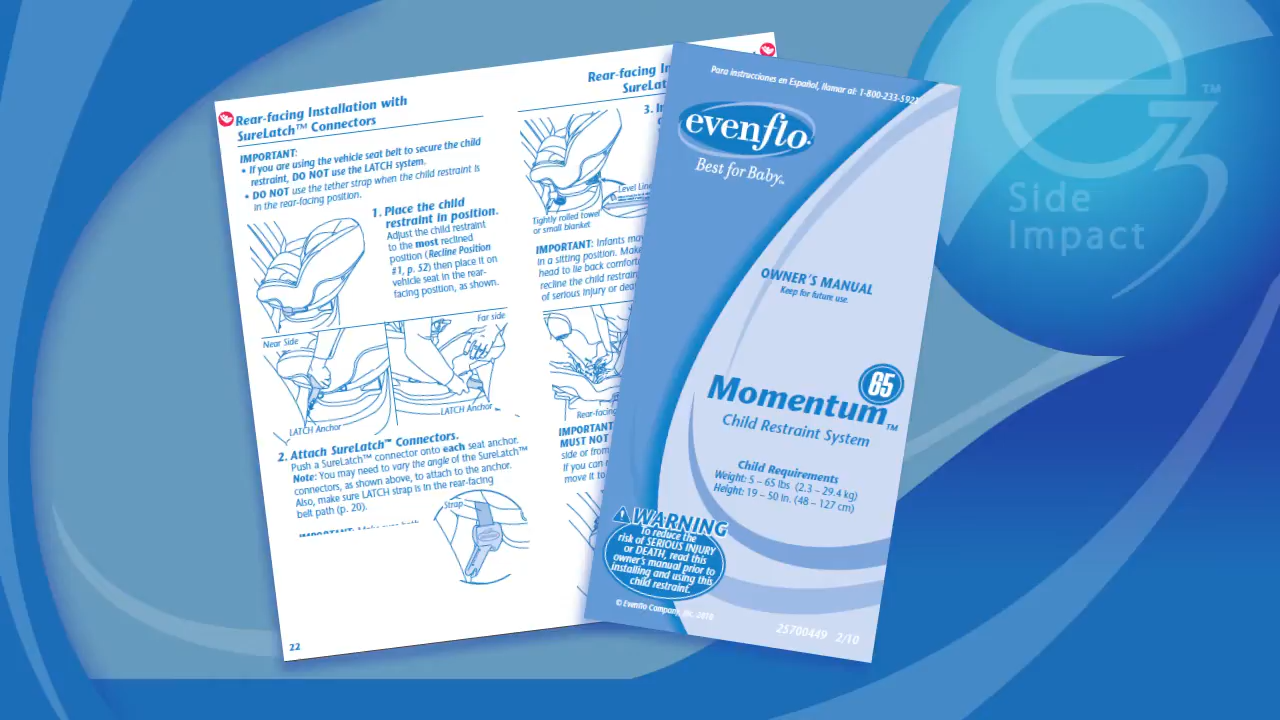 Rear-facing Installation with
SureLatch™ Connectors
IMPORTANT:
• If you are using the vehicle seat belt to secure the child
restraint, DO NOT use the LATCH system.
• DO NOT use the tether strap when the child restraint is
in the rear-facing position.
1. Place the child
restraint in position.
Adjust the child restraint
to the most reclined
position (Recline Position
#1, p. 52) then place it on
vehicle seat in the rear-
facing position, as shown.
Near Side
Far side
LATCH Anchor
LATCH Anchor
2. Attach SureLatch™ Connectors.
Push a SureLatch™ connector onto each seat anchor.
Note: You may need to vary the angle of the SureLatch™
connectors, as shown above, to attach to the anchor.
Also, make sure LATCH strap is in the rear-facing
belt path (p. 20).
IMPORTANT: Make sure both
Strap
22
Rear-facing
SureLat
3.
Level Line
Tightly rolled towel
or small blanket
IMPORTANT: Infants may
in a sitting position. Make
head to lie back comforta
recline the child restrain
of serious injury or dea
Rear-facing
IMPORTANT
MUST NOT
side or from
If you can
move it to
Para instrucciones en Español, llamar al: 1-800-233-5921
evenflo®
Best for Baby™
OWNER'S MANUAL
Keep for future use.
Momentum™ 65
Child Restraint System
Child Requirements
Weight: 5 – 65 lbs (2.3 – 29.4 kg)
Height: 19 – 50 in. (48 – 127 cm)
WARNING
To reduce the
risk of SERIOUS INJURY
or DEATH, read this
owner's manual prior to
installing and using this
child restraint.
© Evenflo Company, Inc. 2010
25700449 2/10
e3™
Side
Impact